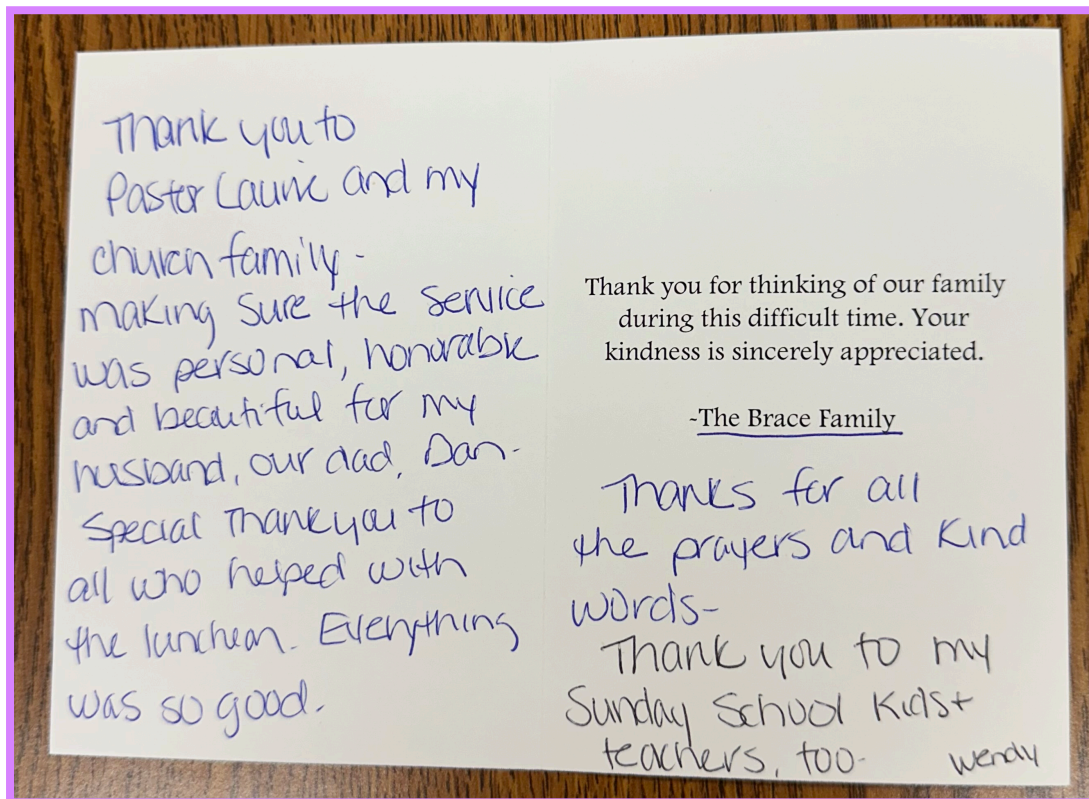 Thank you to
Pastor Laurie and my
church family -
making sure the service
was personal, honorable
and beautiful for my
husband, our dad, Dan-
Special Thank you to
all who helped with
the luncheon. Everything
was so good.
Thank you for thinking of our family
during this difficult time. Your
kindness is sincerely appreciated.
-The Brace Family
Thanks for all
the prayers and kind
words-
Thank you to my
Sunday School Kids+
teachers, too-
Wendy